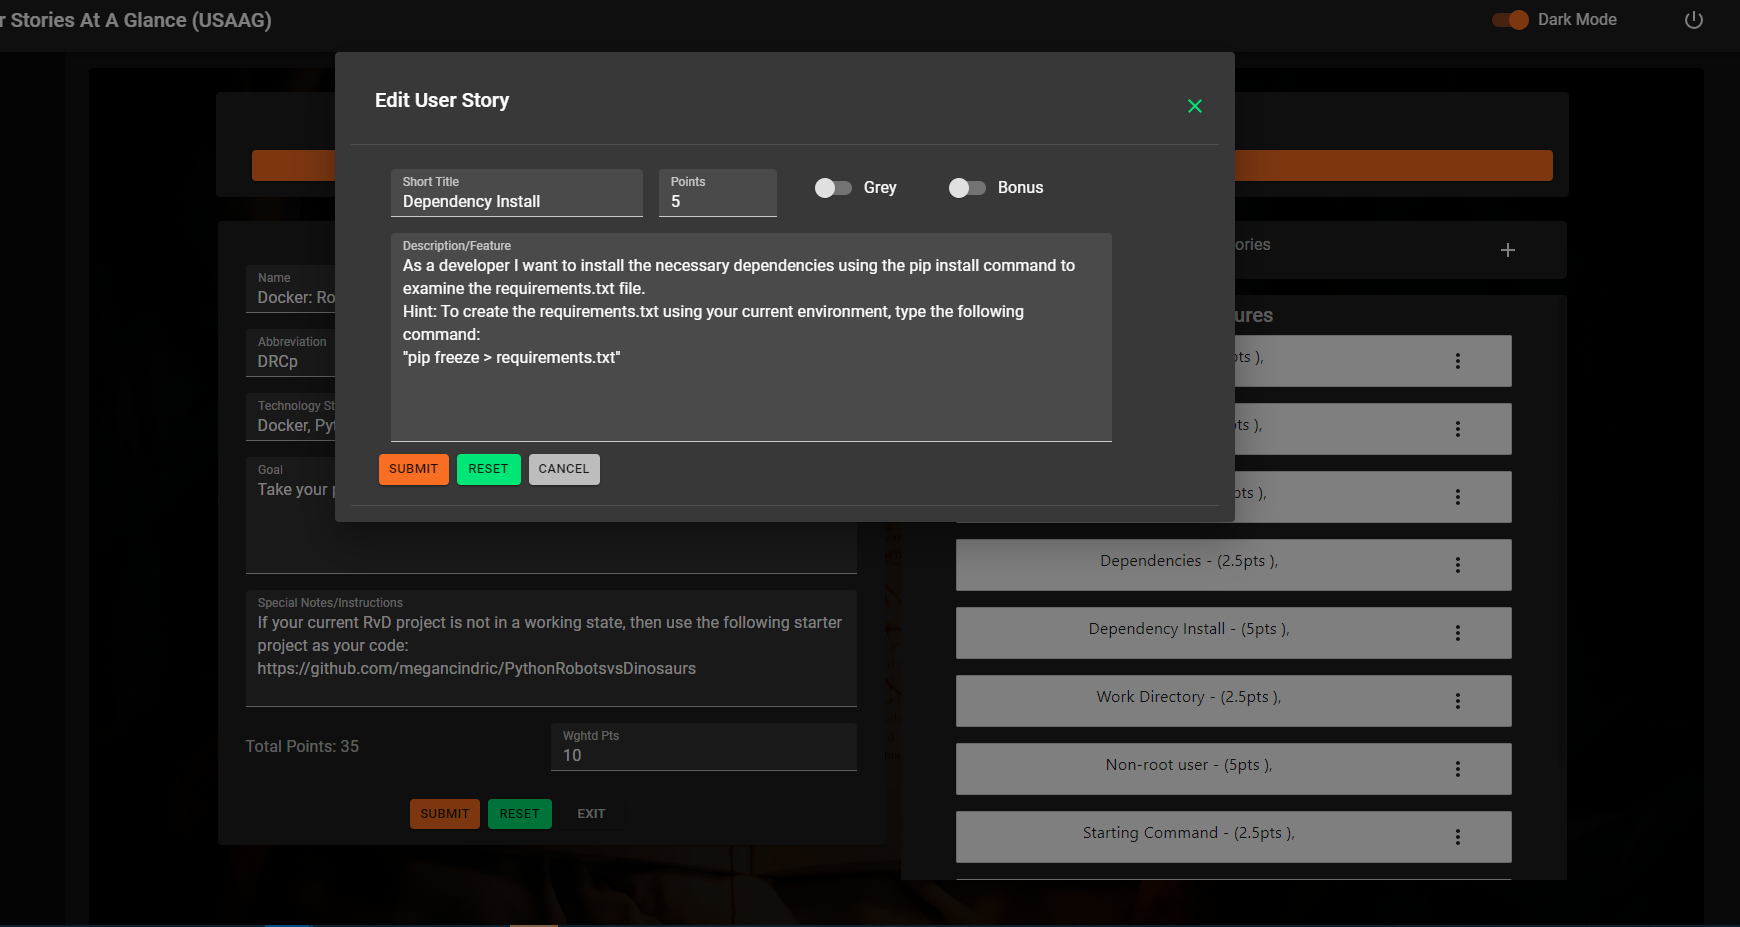 r Stories At A Glance (USAAG)
Dark Mode
Edit User Story
Short Title
Dependency Install
Points
5
Grey
Bonus
Description/Feature
As a developer I want to install the necessary dependencies using the pip install command to
examine the requirements.txt file.
Hint: To create the requirements.txt using your current environment, type the following
command:
"pip freeze > requirements.txt"
SUBMIT
RESET
CANCEL
Name
Docker: Ro
Abbreviation
DRCp
Technology St
Docker, Pyt
Goal
Take your p
Special Notes/Instructions
If your current RvD project is not in a working state, then use the following starter
project as your code:
https://github.com/megancindric/PythonRobotsvsDinosaurs
Total Points: 35
Wghtd Pts
10
SUBMIT
RESET
EXIT
ories
ures
pts ),
pts ),
pts ),
Dependencies - (2.5pts ),
Dependency Install - (5pts ),
Work Directory - (2.5pts ),
Non-root user - (5pts ),
Starting Command - (2.5pts ),